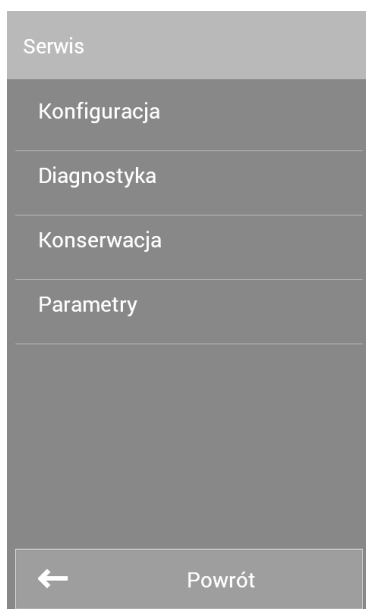 Serwis
Konfiguracja
Diagnostyka
Konserwacja
Parametry
Powrót